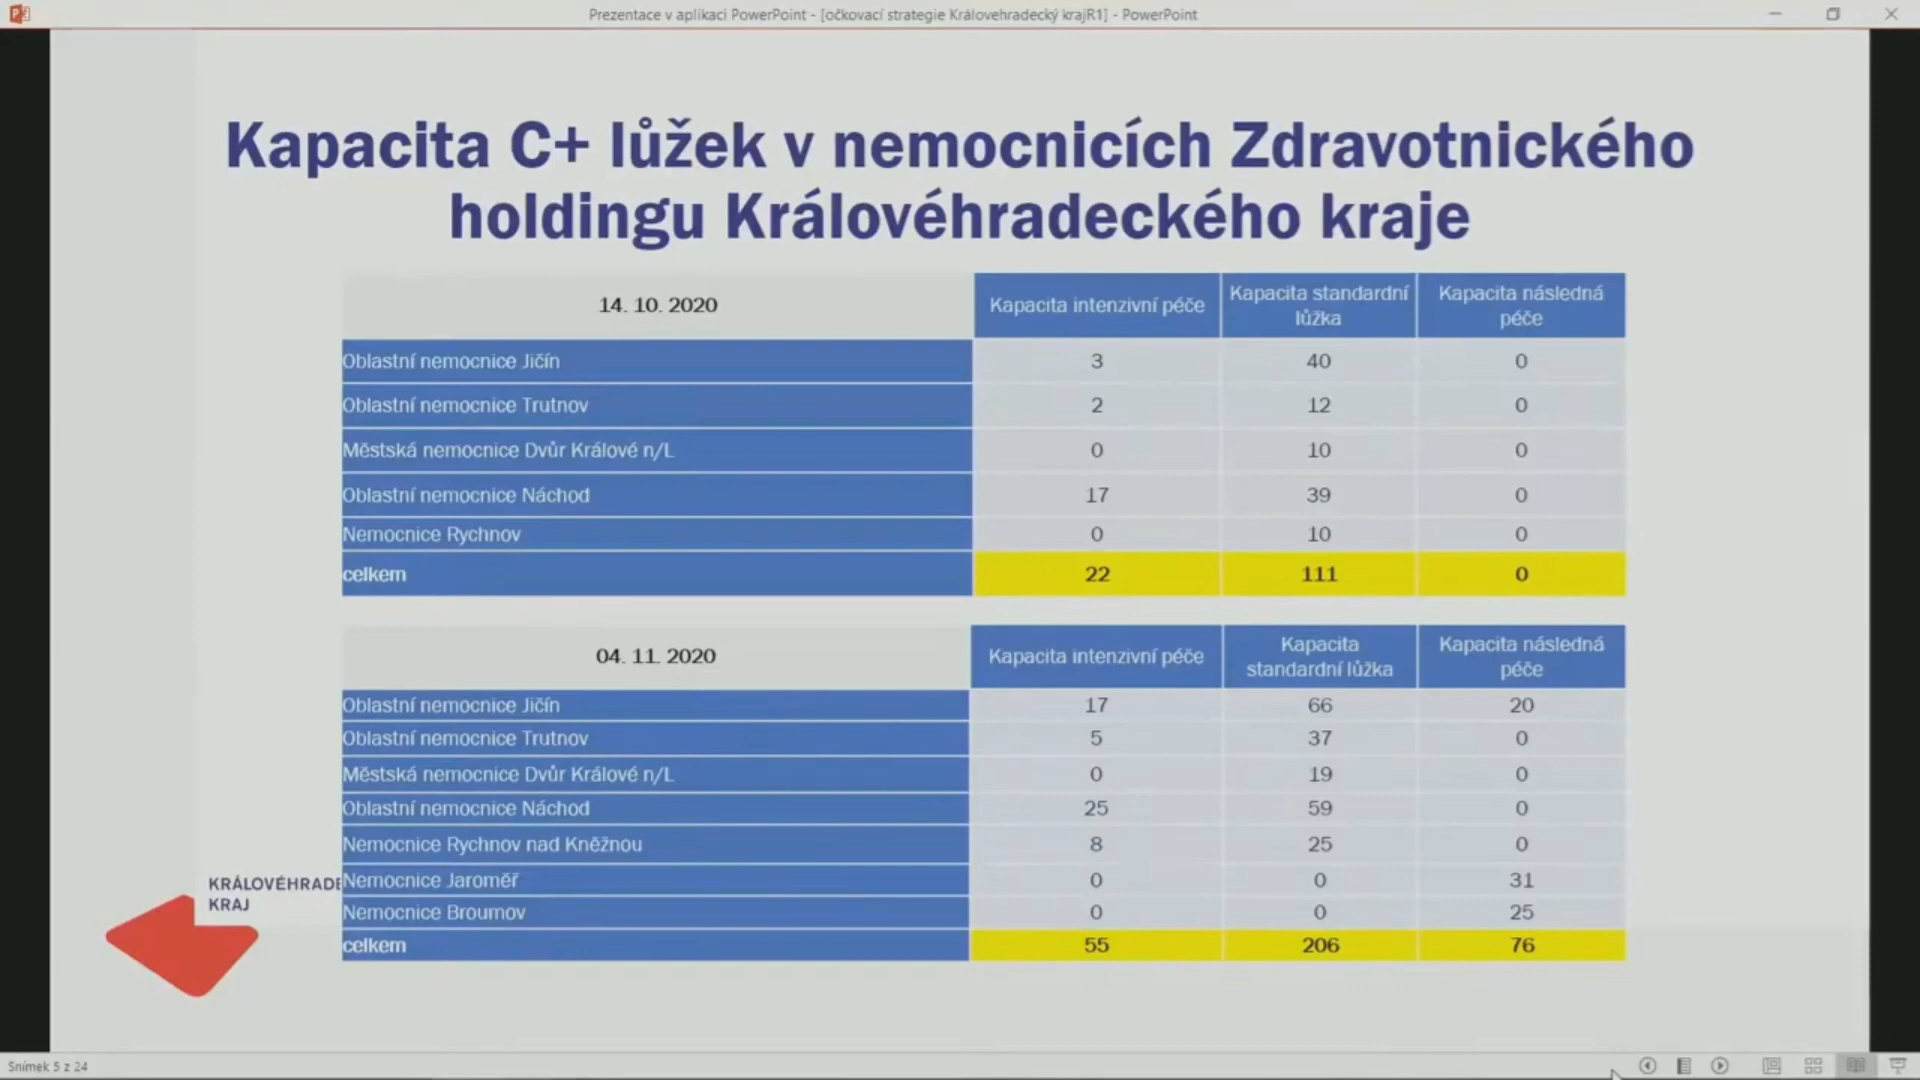 Prezentace v aplikaci PowerPoint - [očkovací strategie Královehradecký krajR1] - PowerPoint
Kapacita C+ lůžek v nemocnicích Zdravotnického
holdingu Královéhradeckého kraje
14. 10. 2020 Kapacita intenzivní péče Kapacita standardní lůžka Kapacita následná péče
Oblastní nemocnice Jičín 3 40 0
Oblastní nemocnice Trutnov 2 12 0
Městská nemocnice Dvůr Králové n/L 0 10 0
Oblastní nemocnice Náchod 17 39 0
Nemocnice Rychnov 0 10 0
celkem 22 111 0
04. 11. 2020 Kapacita intenzivní péče Kapacita standardní lůžka Kapacita následná péče
Oblastní nemocnice Jičín 17 66 20
Oblastní nemocnice Trutnov 5 37 0
Městská nemocnice Dvůr Králové n/L 0 19 0
Oblastní nemocnice Náchod 25 59 0
Nemocnice Rychnov nad Kněžnou 8 25 0
Nemocnice Jaroměř 0 0 31
Nemocnice Broumov 0 0 25
celkem 55 206 76
KRÁLOVÉHRADE
KRAJ
Snímek 5 z 24